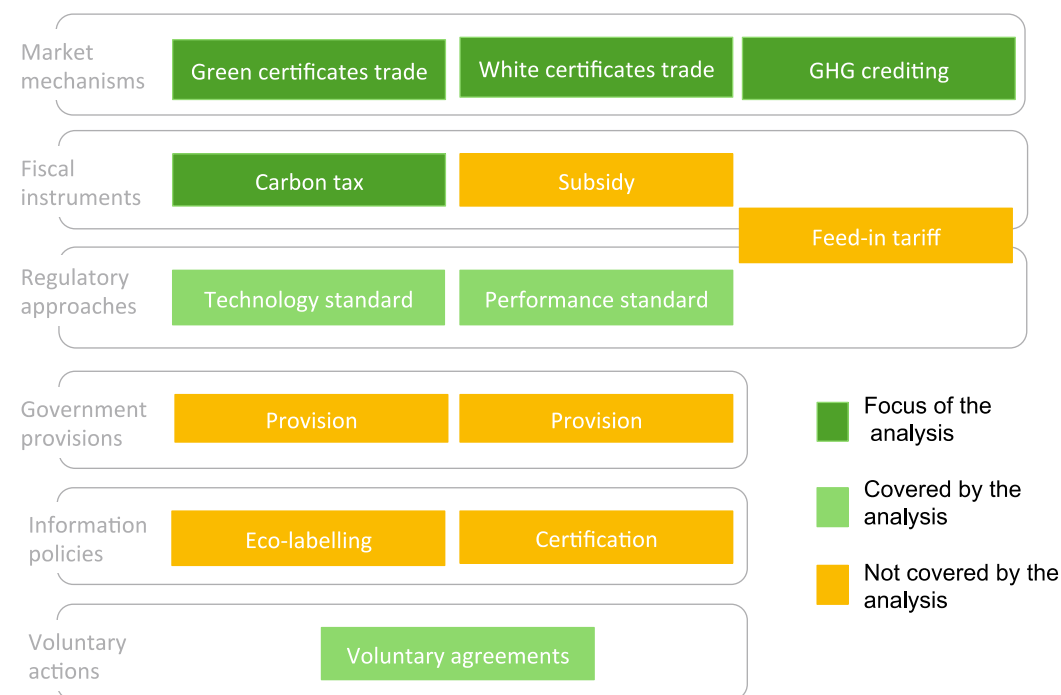 Market
mechanisms
Green certificates trade
White certificates trade
GHG crediting
Fiscal
instruments
Carbon tax
Subsidy
Feed-in tariff
Regulatory
approaches
Technology standard
Performance standard
Government
provisions
Provision
Provision
Information
policies
Eco-labelling
Certification
Voluntary
actions
Voluntary agreements
Focus of the
analysis
Covered by the
analysis
Not covered by the
analysis